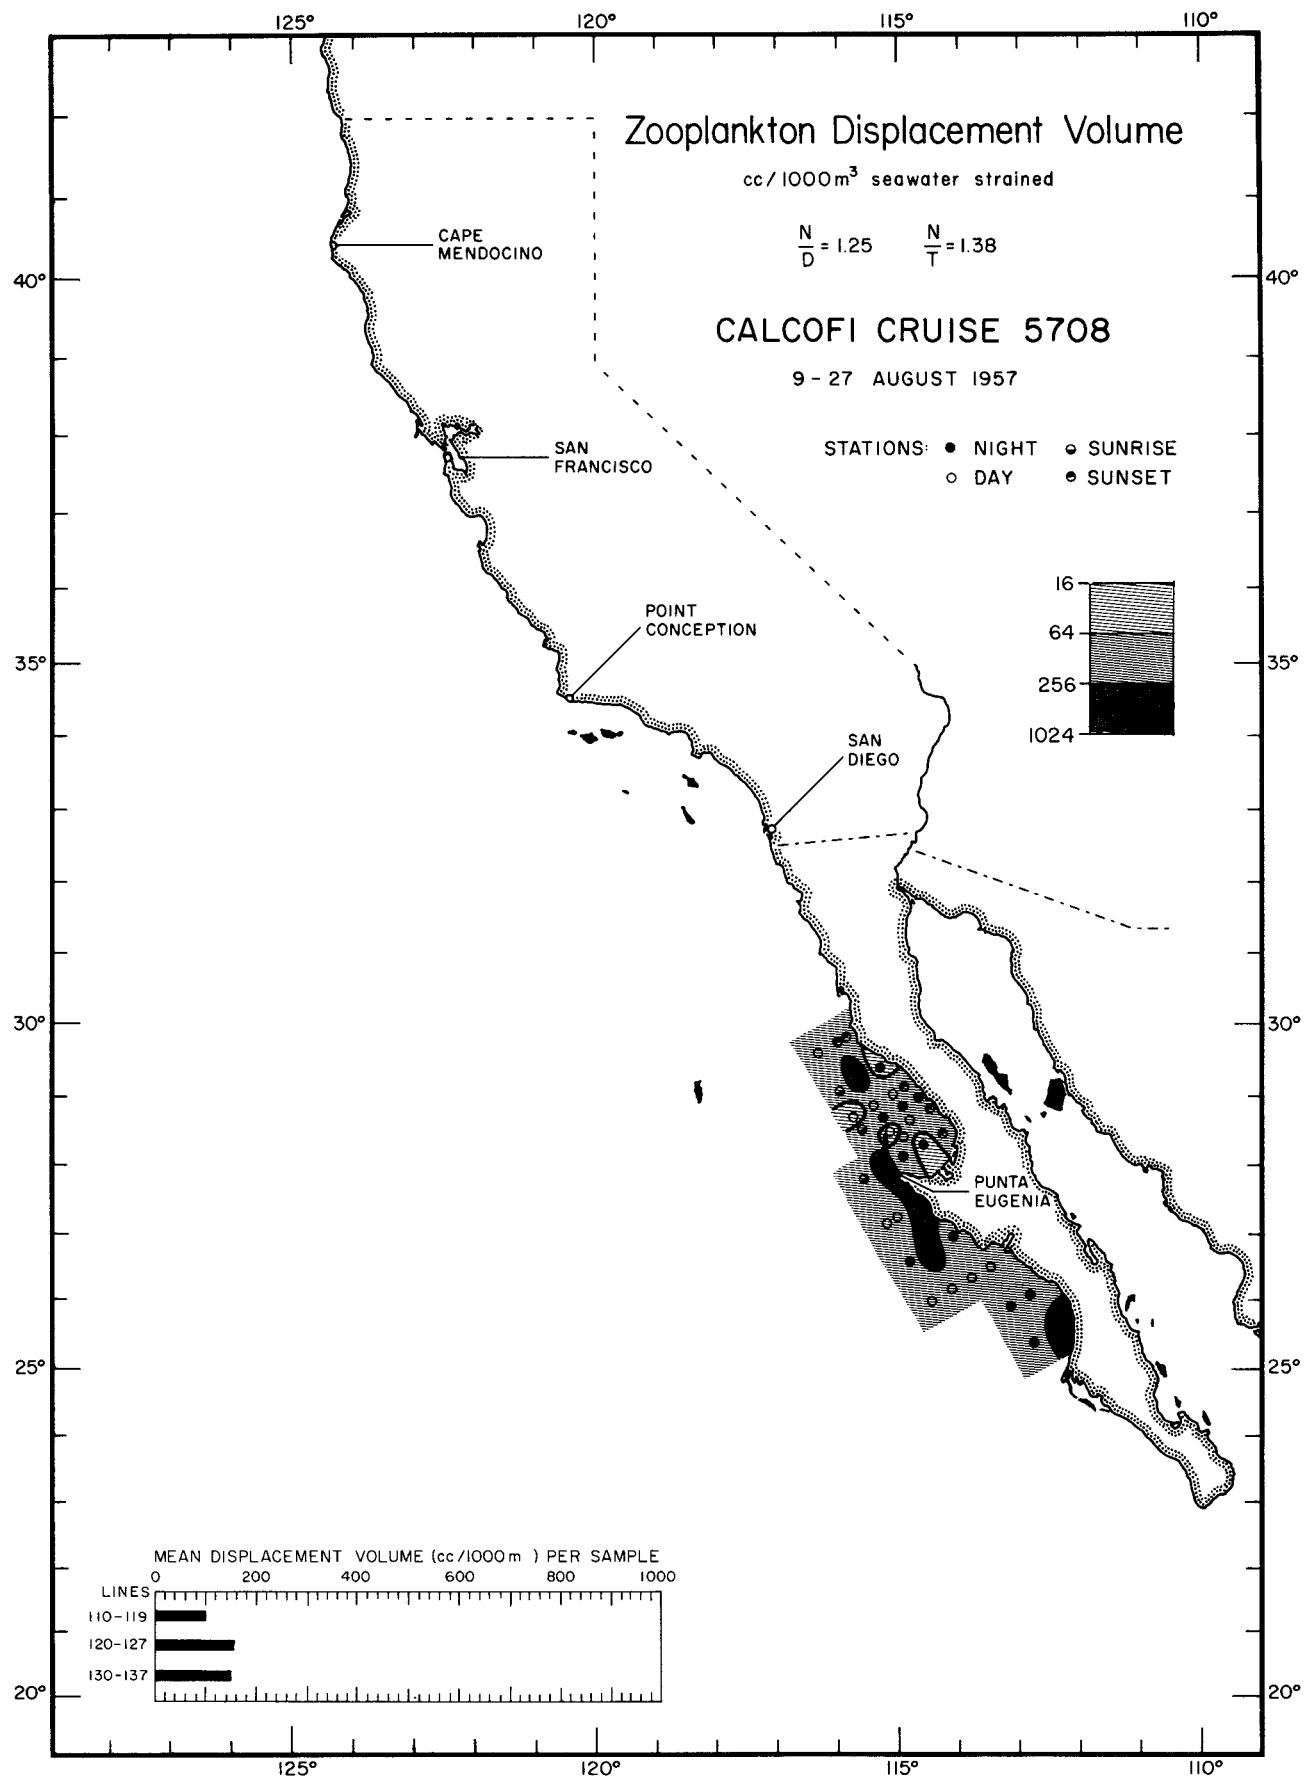 125° 120° 115° 110°
Zooplankton Displacement Volume
cc/1000m³ seawater strained
N/D = 1.25 N/T = 1.38
CALCOFI CRUISE 5708
9-27 AUGUST 1957
STATIONS: ● NIGHT ◒ SUNRISE
○ DAY ◓ SUNSET
CAPE
MENDOCINO
40° 40°
SAN
FRANCISCO
16
64
256
1024
POINT
CONCEPTION
35° 35°
SAN
DIEGO
30° 30°
PUNTA
EUGENIA
25° 25°
MEAN DISPLACEMENT VOLUME (cc/1000m ) PER SAMPLE
0 200 400 600 800 1000
LINES
110-119
120-127
130-137
20° 20°
125° 120° 115° 110°